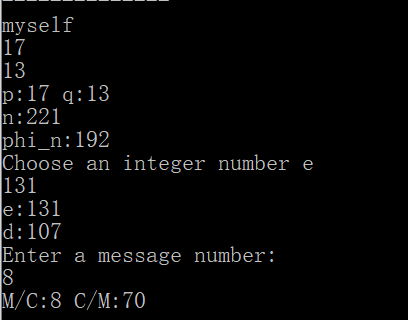 myself
17
13
p:17 q:13
n:221
phi_n:192
Choose an integer number e
131
e:131
d:107
Enter a message number:
8
M/C:8 C/M:70